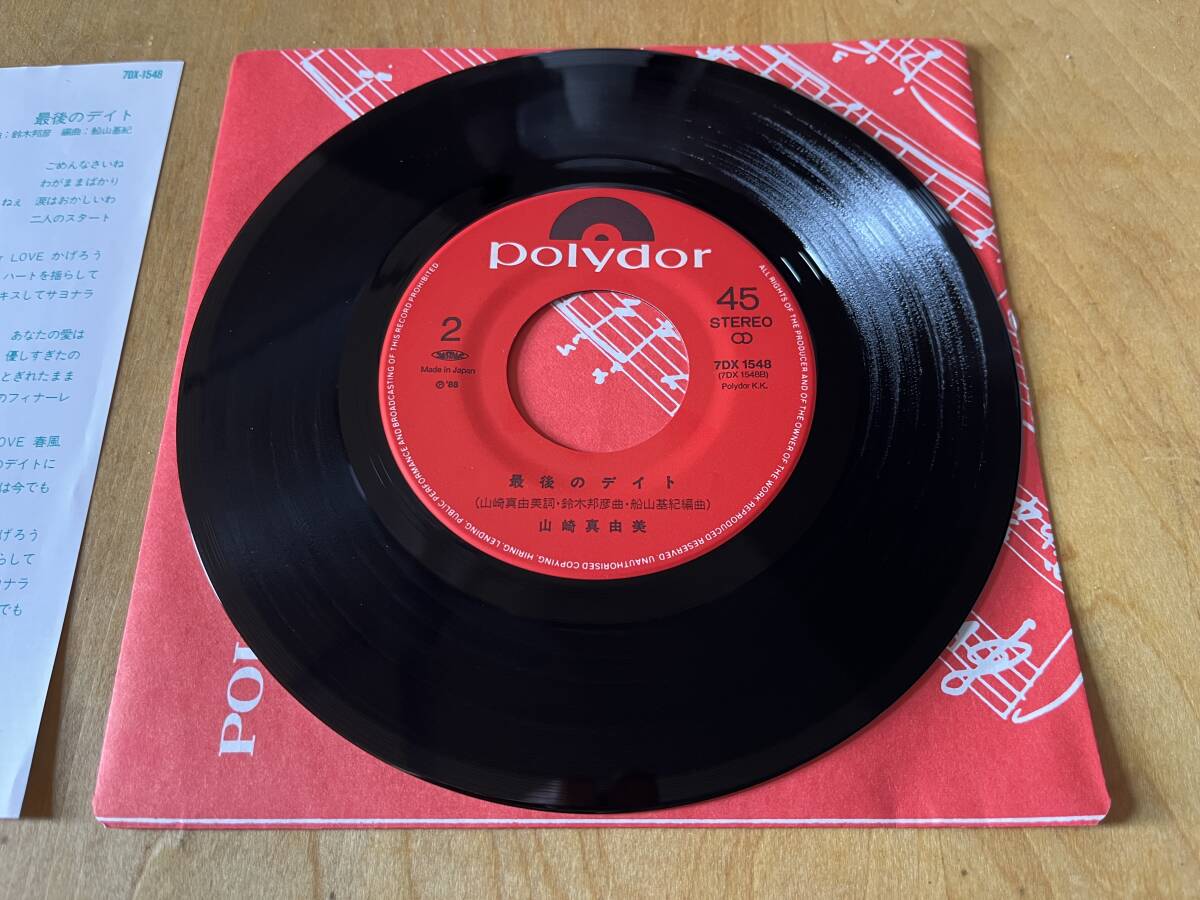 7DX-1548
最後のデイト
:鈴木邦彦 編曲:船山基紀
ごめんなさいね
わがままばかり
ねぇ 涙はおかしいわ
二人のスタート
LOVE かげろう
ハートを揺らして
キスしてサヨナラ
あなたの愛は
優しすぎたの
とぎれたまま
のフィナーレ
OVE 春風
のデイトに
は今でも
げろう
らして
ヨナラ
でも
polydor
ALL RIGHTS OF THE PRODUCER AND OF THE OWNER OF THE WORK REPRODUCED RESERVED. UNAUTHORISED COPYING, HIRING, LENDING, PUBLIC PERFORMANCE AND BROADCASTING OF THIS RECORD PROHIBITED
2
Made in Japan
℗ '88
45
STEREO
7DX 1548
(7DX 1548B)
Polydor K.K.
最後のデイト
(山崎真由美詞・鈴木邦彦曲・船山基紀編曲)
山崎真由美
POL